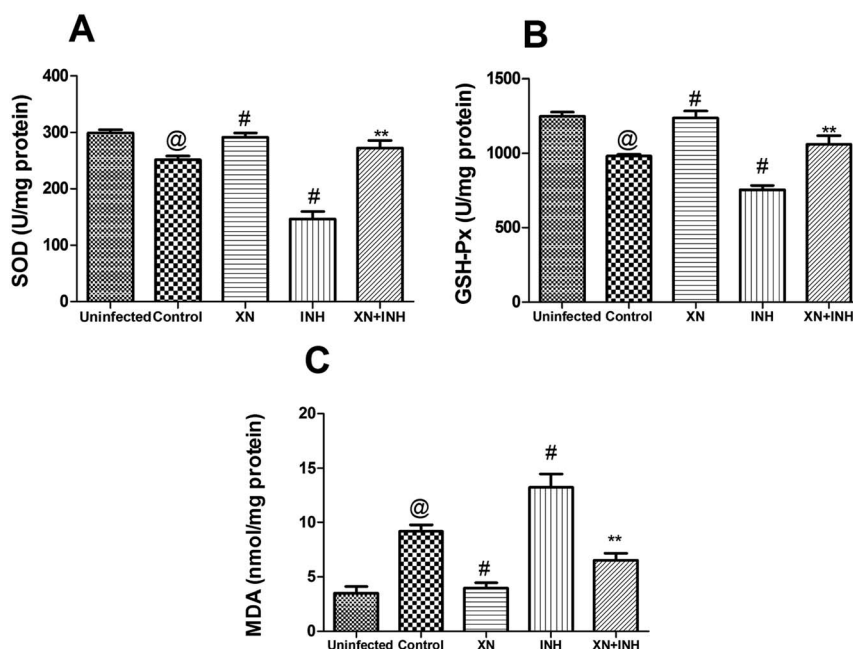 A
SOD (U/mg protein)
400
300
200
100
0
@
#
#
**
Uninfected Control XN INH XN+INH
B
GSH-Px (U/mg protein)
1500
1000
500
0
@
#
#
**
Uninfected Control XN INH XN+INH
C
MDA (nmol/mg protein)
20
15
10
5
0
@
#
#
**
Uninfected Control XN INH XN+INH